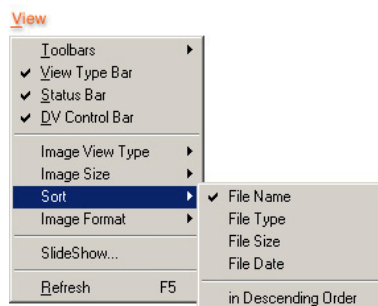 View
Toolbars
View Type Bar
Status Bar
DV Control Bar
Image View Type
Image Size
Sort
Image Format
SlideShow...
Refresh F5
File Name
File Type
File Size
File Date
in Descending Order